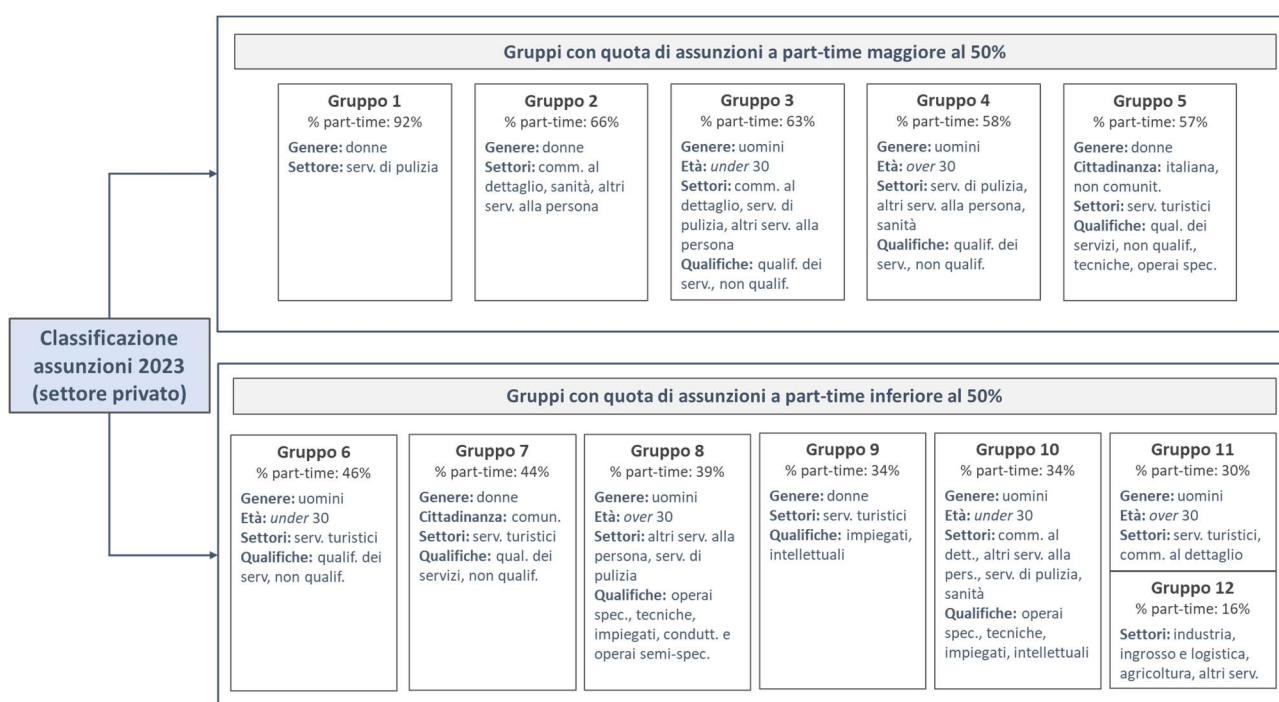 Gruppi con quota di assunzioni a part-time maggiore al 50%
Gruppo 1
% part-time: 92%
Genere: donne
Settore: serv. di pulizia
Gruppo 2
% part-time: 66%
Genere: donne
Settori: comm. al
dettaglio, sanità, altri
serv. alla persona
Gruppo 3
% part-time: 63%
Genere: uomini
Età: under 30
Settori: comm. al
dettaglio, serv. di
pulizia, altri serv. alla
persona
Qualifiche: qualif. dei
serv., non qualif.
Gruppo 4
% part-time: 58%
Genere: uomini
Età: over 30
Settori: serv. di pulizia,
altri serv. alla persona,
sanità
Qualifiche: qualif. dei
serv., non qualif.
Gruppo 5
% part-time: 57%
Genere: donne
Cittadinanza: italiana,
non comunit.
Settori: serv. turistici
Qualifiche: qual. dei
servizi, non qualif.,
tecniche, operai spec.
Classificazione
assunzioni 2023
(settore privato)
Gruppi con quota di assunzioni a part-time inferiore al 50%
Gruppo 6
% part-time: 46%
Genere: uomini
Età: under 30
Settori: serv. turistici
Qualifiche: qualif. dei
serv, non qualif.
Gruppo 7
% part-time: 44%
Genere: donne
Cittadinanza: comun.
Settori: serv. turistici
Qualifiche: qual. dei
servizi, non qualif.
Gruppo 8
% part-time: 39%
Genere: uomini
Età: over 30
Settori: altri serv. alla
persona, serv. di
pulizia
Qualifiche: operai
spec., tecniche,
impiegati, condutt. e
operai semi-spec.
Gruppo 9
% part-time: 34%
Genere: donne
Settori: serv. turistici
Qualifiche: impiegati,
intellettuali
Gruppo 10
% part-time: 34%
Genere: uomini
Età: under 30
Settori: comm. al
dett., altri serv. alla
pers., serv. di pulizia,
sanità
Qualifiche: operai
spec., tecniche,
impiegati, intellettuali
Gruppo 11
% part-time: 30%
Genere: uomini
Età: over 30
Settori: serv. turistici,
comm. al dettaglio
Gruppo 12
% part-time: 16%
Settori: industria,
ingrosso e logistica,
agricoltura, altri serv.